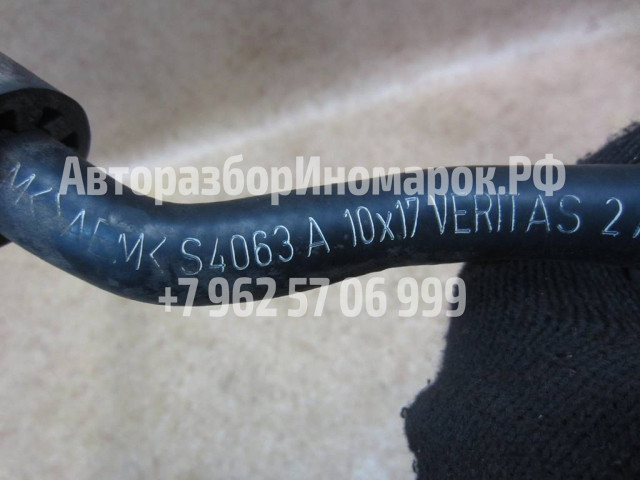 АвторазборИномарок.РФ
S4063 A 10x17 VERITAS 2
+7 962 57 06 999